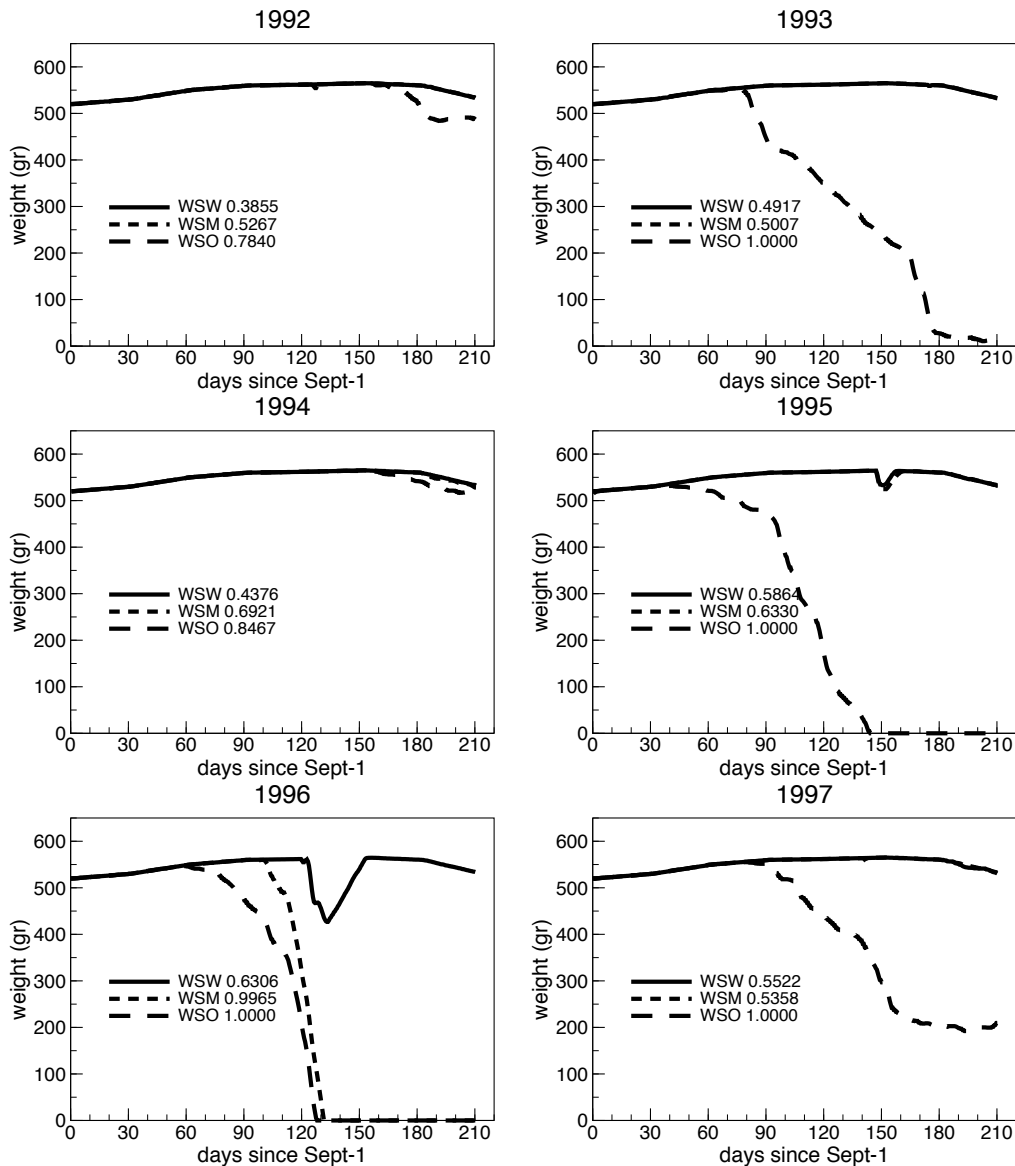 1992
600
500
400
300
200
100
0
weight (gr)
WSW 0.3855
WSM 0.5267
WSO 0.7840
0 30 60 90 120 150 180 210
days since Sept-1
1993
600
500
400
300
200
100
0
weight (gr)
WSW 0.4917
WSM 0.5007
WSO 1.0000
0 30 60 90 120 150 180 210
days since Sept-1
1994
600
500
400
300
200
100
0
weight (gr)
WSW 0.4376
WSM 0.6921
WSO 0.8467
0 30 60 90 120 150 180 210
days since Sept-1
1995
600
500
400
300
200
100
0
weight (gr)
WSW 0.5864
WSM 0.6330
WSO 1.0000
0 30 60 90 120 150 180 210
days since Sept-1
1996
600
500
400
300
200
100
0
weight (gr)
WSW 0.6306
WSM 0.9965
WSO 1.0000
0 30 60 90 120 150 180 210
days since Sept-1
1997
600
500
400
300
200
100
0
weight (gr)
WSW 0.5522
WSM 0.5358
WSO 1.0000
0 30 60 90 120 150 180 210
days since Sept-1